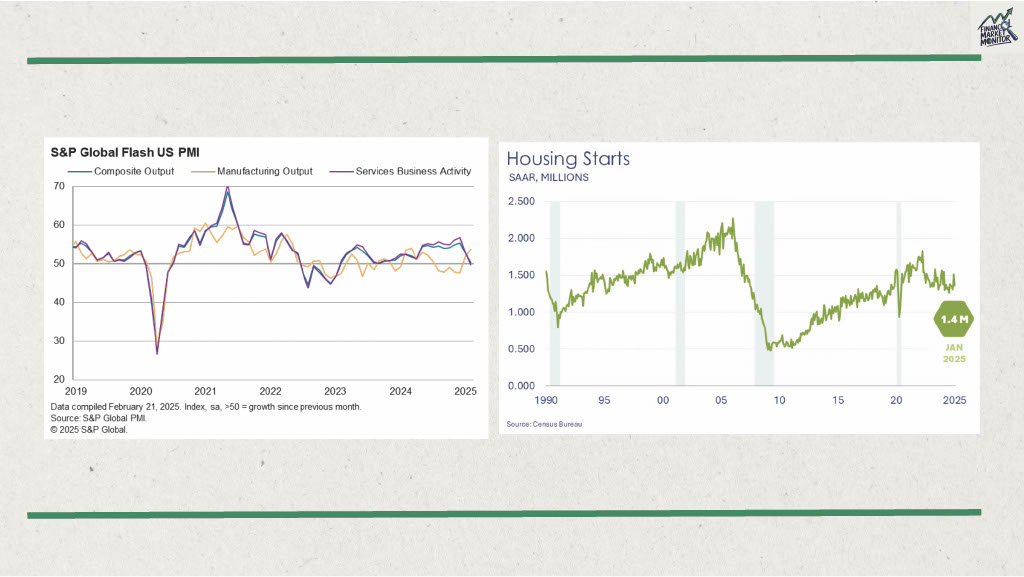 FINANCIAL
MARKET
MONITOR
S&P Global Flash US PMI
Composite Output
Manufacturing Output
Services Business Activity
70
60
50
40
30
20
2019
2020
2021
2022
2023
2024
2025
Data compiled February 21, 2025. Index, sa, >50 = growth since previous month.
Source: S&P Global PMI.
© 2025 S&P Global.
Housing Starts
SAAR, MILLIONS
2.500
2.000
1.500
1.000
0.500
0.000
1.4 M
JAN
2025
1990
95
00
05
10
15
20
2025
Source: Census Bureau